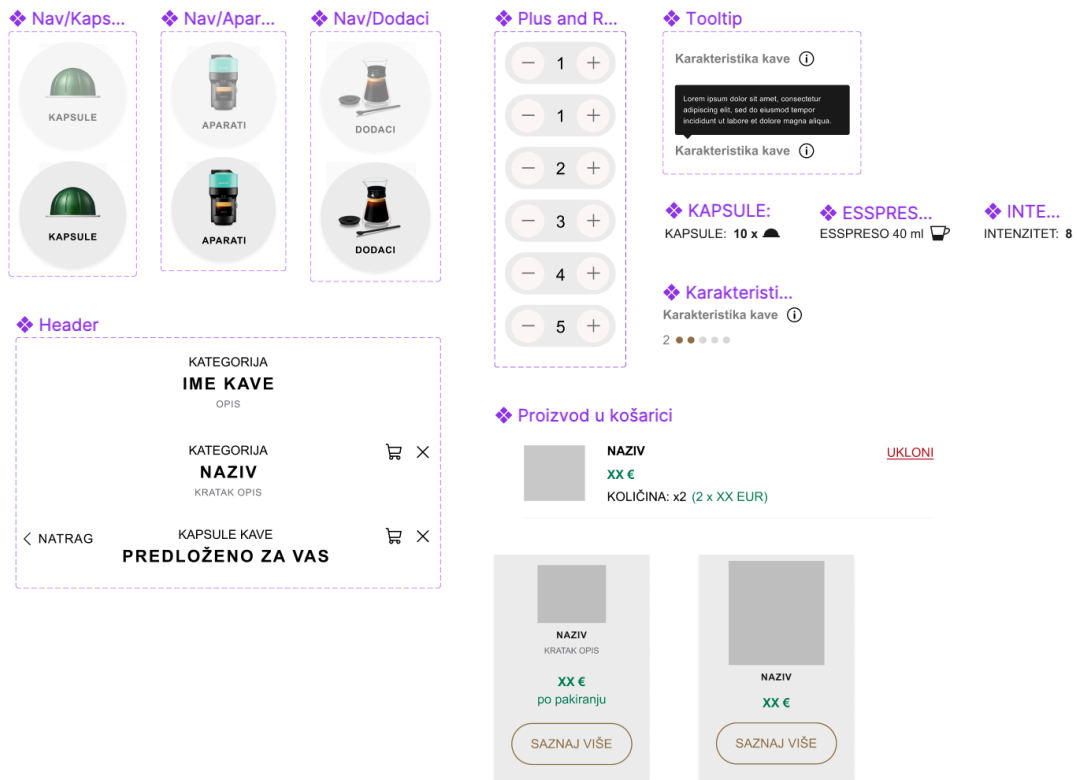 Nav/Kaps...
KAPSULE
KAPSULE
Nav/Apar...
APARATI
APARATI
Nav/Dodaci
DODACI
DODACI
Header
KATEGORIJA
IME KAVE
OPIS
KATEGORIJA
NAZIV
KRATAK OPIS
NATRAG
KAPSULE KAVE
PREDLOŽENO ZA VAS
Plus and R...
1
1
2
3
4
5
Tooltip
Karakteristika kave
Lorem ipsum dolor sit amet, consectetur
adipiscing elit, sed do eiusmod tempor
incididunt ut labore et dolore magna aliqua.
Karakteristika kave
KAPSULE:
KAPSULE: 10 x
ESSPRES...
ESSPRESO 40 ml
INTE...
INTENZITET: 8
Karakteristi...
Karakteristika kave
2
Proizvod u košarici
NAZIV
UKLONI
XX €
KOLIČINA: x2 (2 x XX EUR)
NAZIV
KRATAK OPIS
XX €
po pakiranju
SAZNAJ VIŠE
NAZIV
XX €
SAZNAJ VIŠE